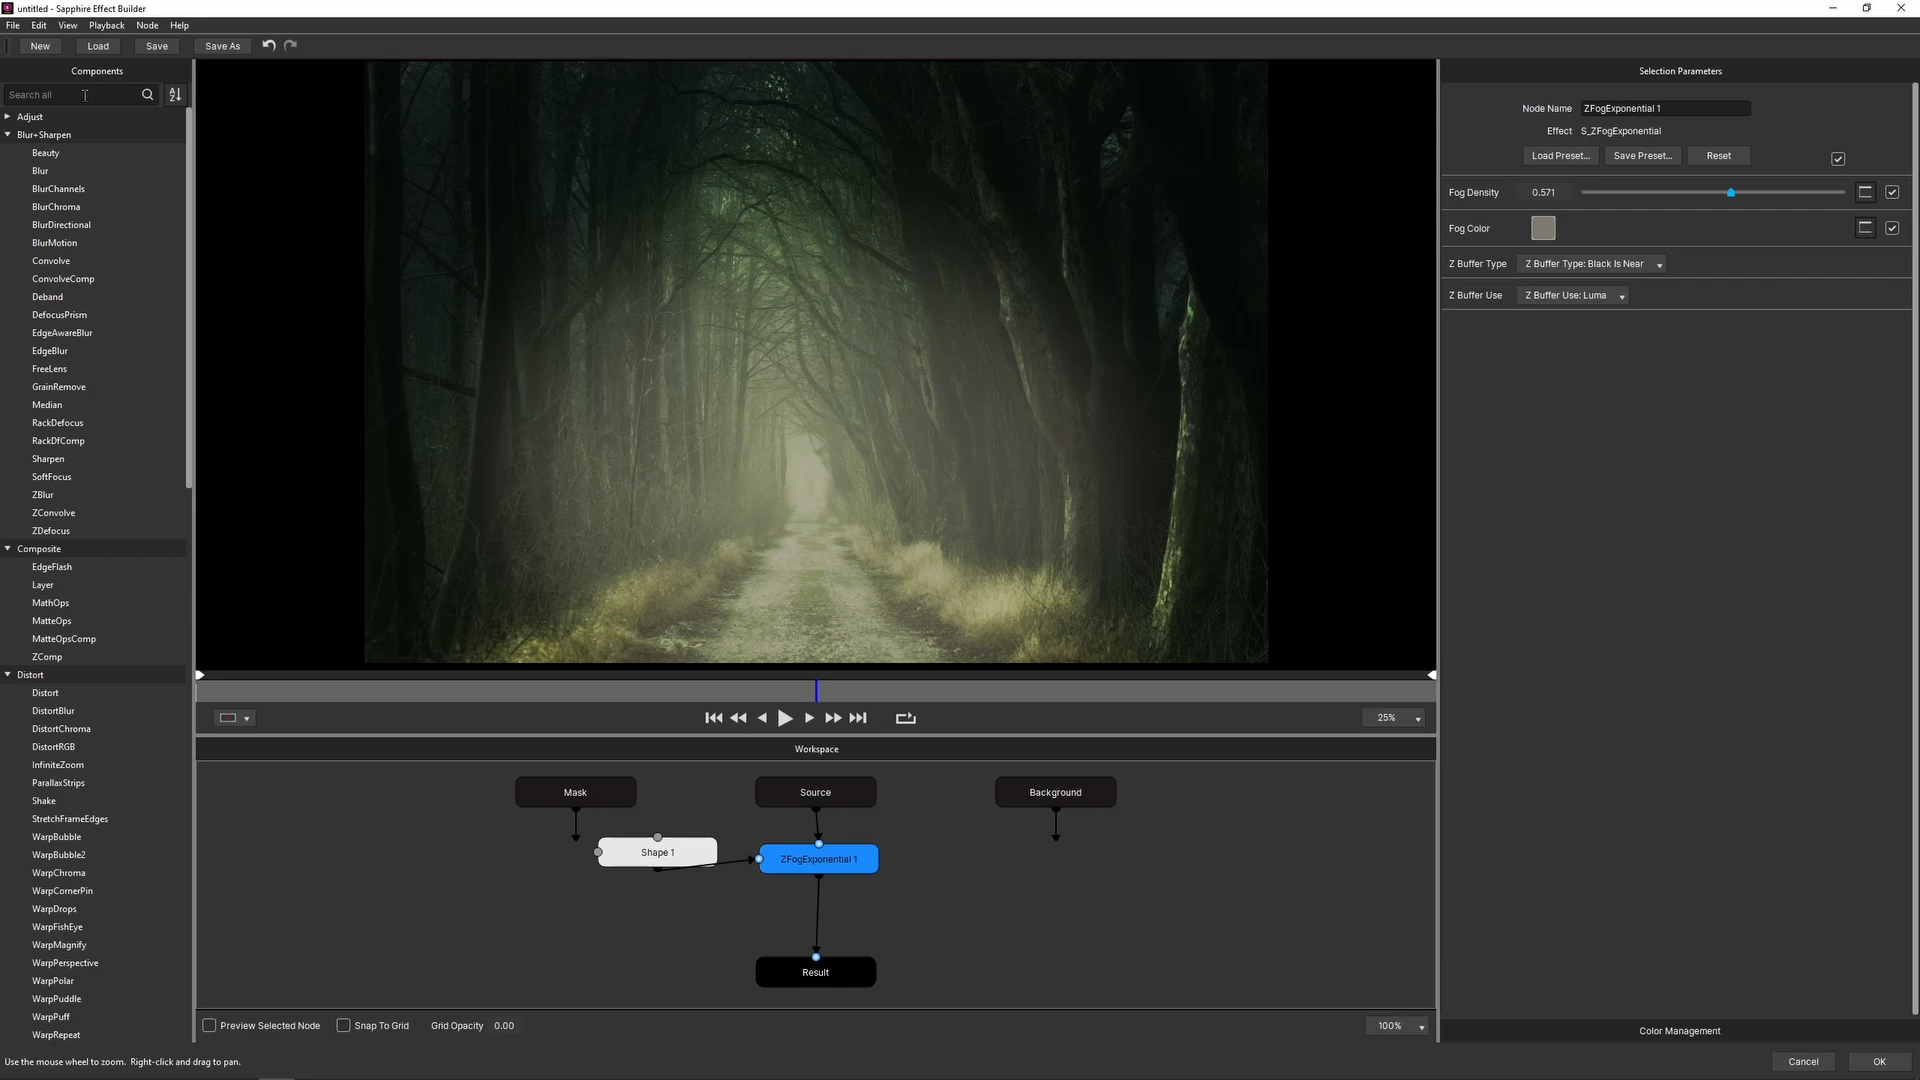 untitled - Sapphire Effect Builder
File Edit View Playback Node Help
New Load Save Save As
Components
Search all
Adjust
Blur+Sharpen
Beauty
Blur
BlurChannels
BlurChroma
BlurDirectional
BlurMotion
Convolve
ConvolveComp
Deband
DefocusPrism
EdgeAwareBlur
EdgeBlur
FreeLens
GrainRemove
Median
RackDefocus
RackDfComp
Sharpen
SoftFocus
ZBlur
ZConvolve
ZDefocus
Composite
EdgeFlash
Layer
MathOps
MatteOps
MatteOpsComp
ZComp
Distort
Distort
DistortBlur
DistortChroma
DistortRGB
InfiniteZoom
ParallaxStrips
Shake
StretchFrameEdges
WarpBubble
WarpBubble2
WarpChroma
WarpCornerPin
WarpDrops
WarpFishEye
WarpMagnify
WarpPerspective
WarpPolar
WarpPuddle
WarpPuff
WarpRepeat
25%
Workspace
Mask Source Background
Shape 1 ZFogExponential 1
Result
Preview Selected Node Snap To Grid Grid Opacity 0.00 100%
Selection Parameters
Node Name ZFogExponential 1
Effect S_ZFogExponential
Load Preset... Save Preset... Reset
Fog Density 0.571
Fog Color
Z Buffer Type Z Buffer Type: Black Is Near
Z Buffer Use Z Buffer Use: Luma
Color Management
Use the mouse wheel to zoom. Right-click and drag to pan.
Cancel OK